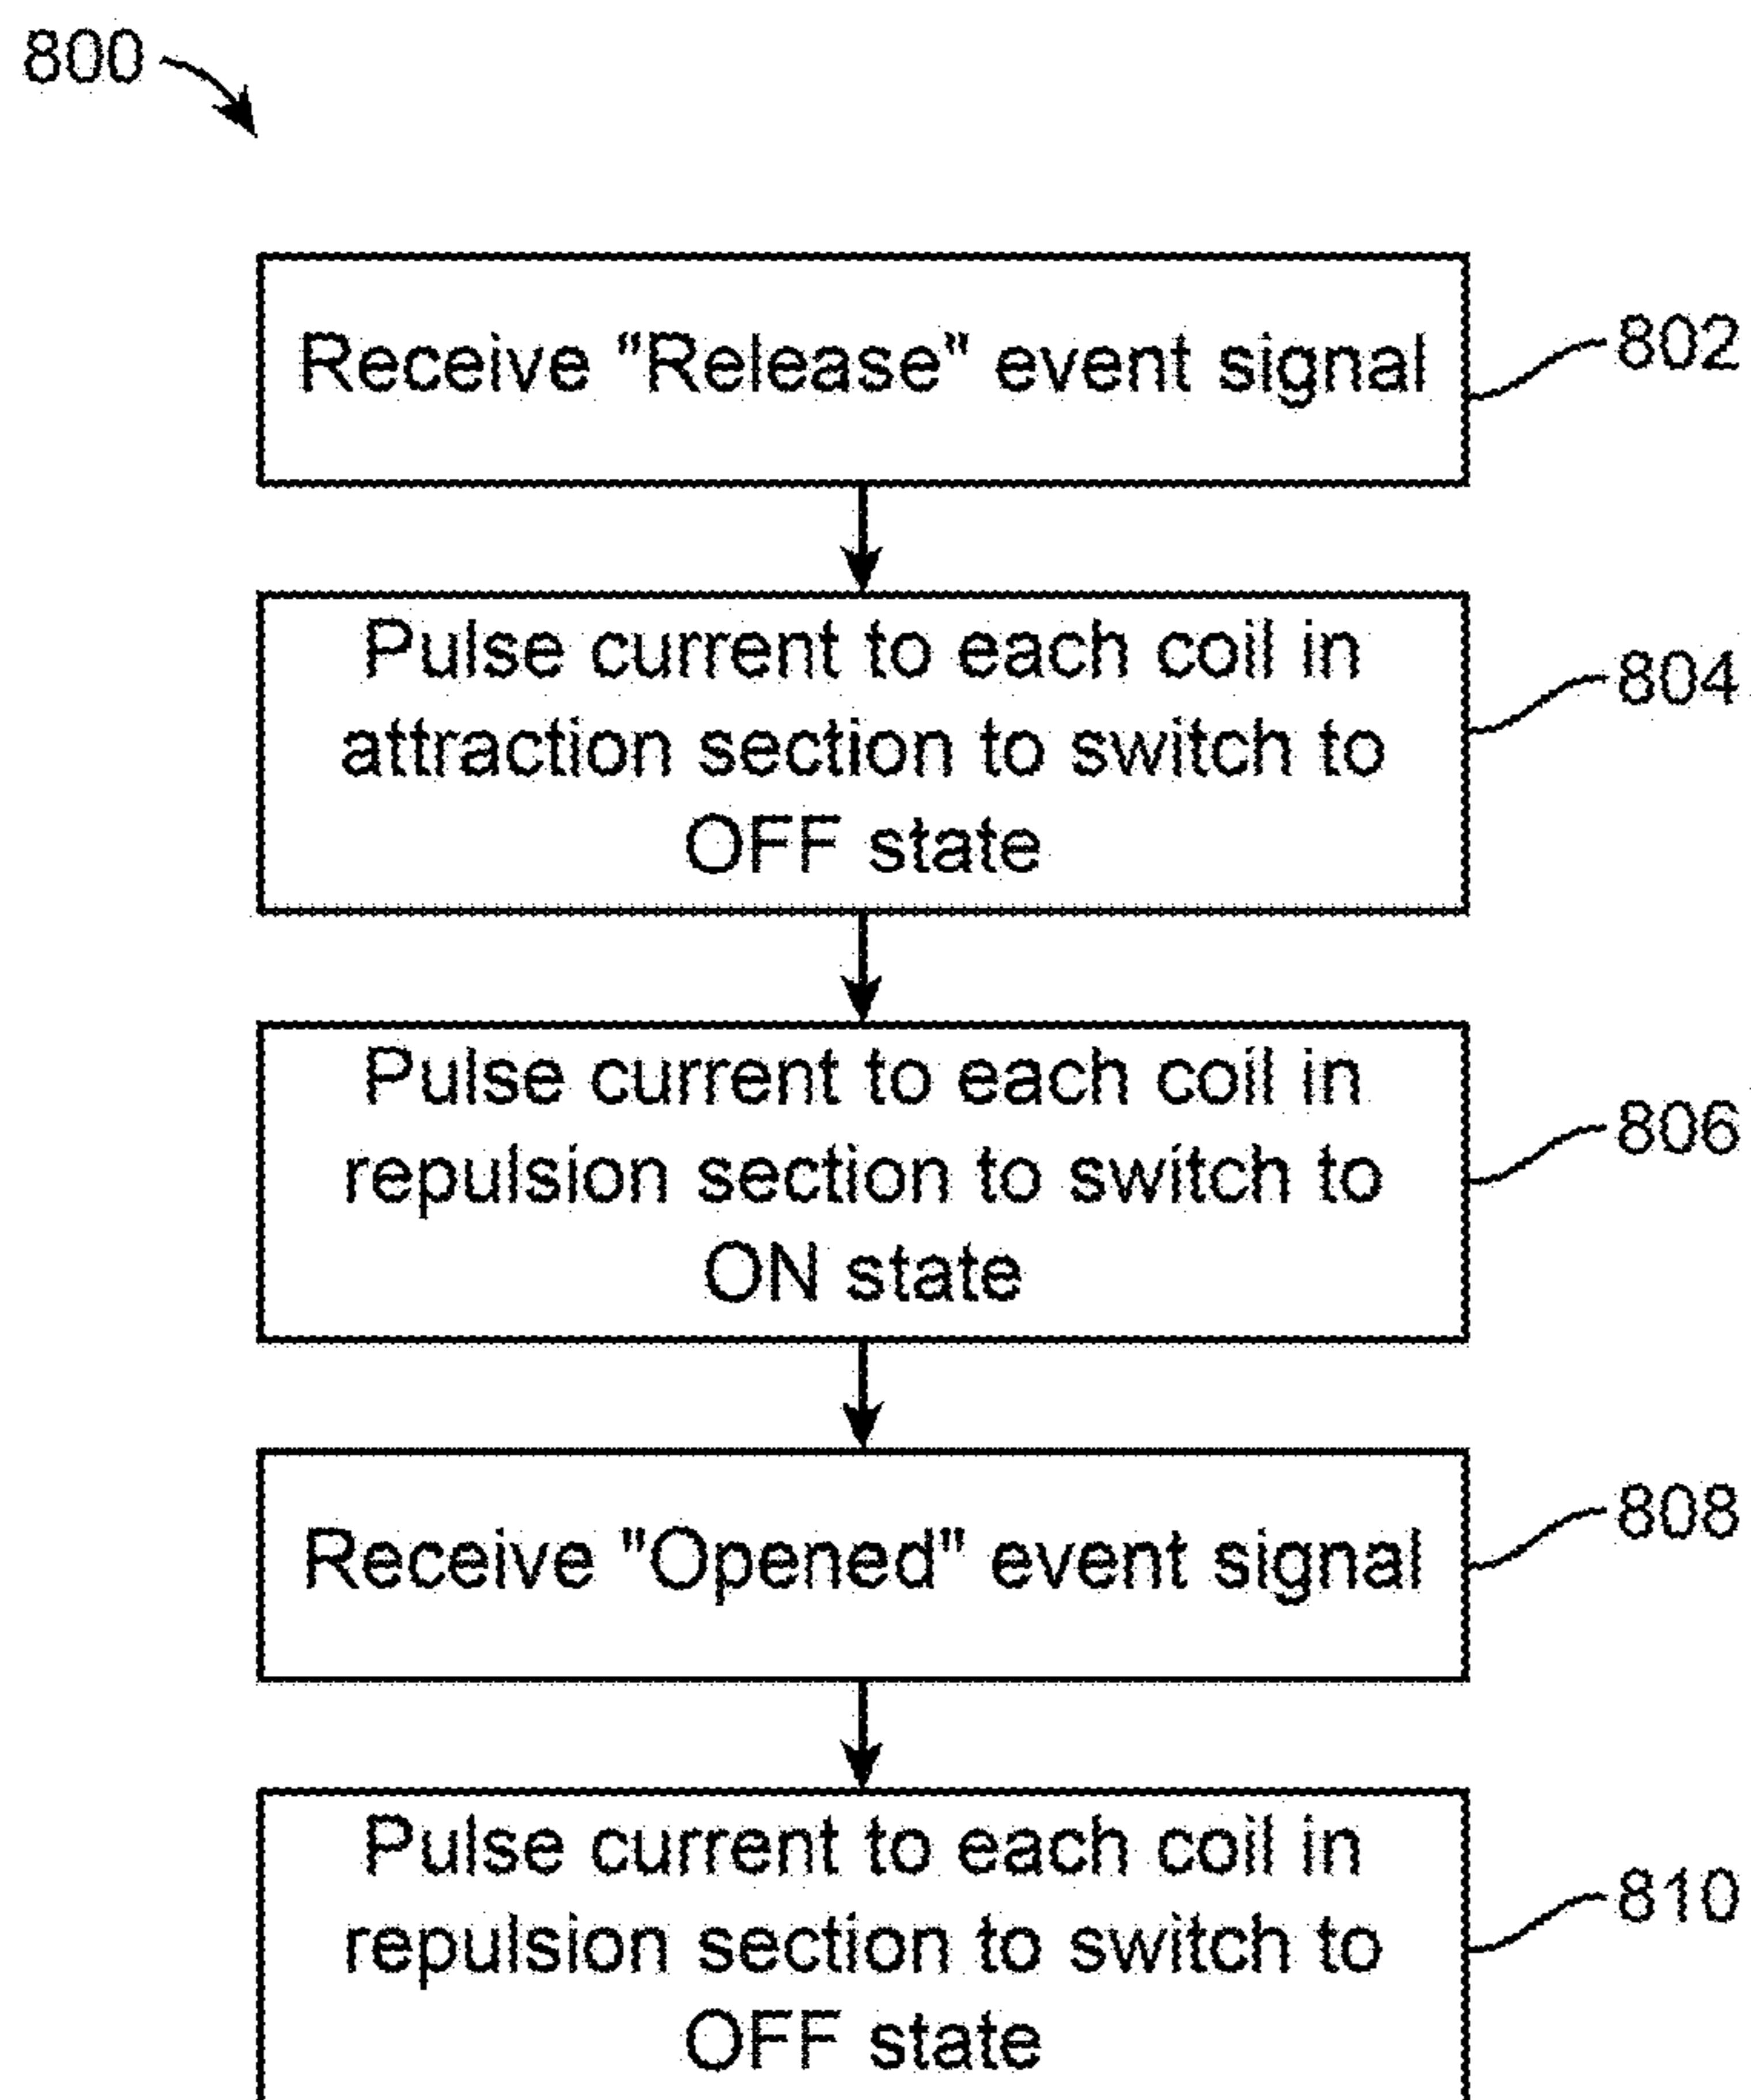 800
Receive "Release" event signal
802
Pulse current to each coil in
attraction section to switch to
OFF state
804
Pulse current to each coil in
repulsion section to switch to
ON state
806
Receive "Opened" event signal
808
Pulse current to each coil in
repulsion section to switch to
OFF state
810